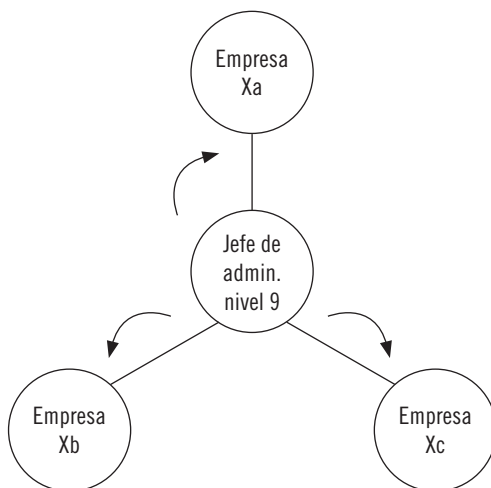 Empresa
Xa
Jefe de
admin.
nivel 9
Empresa
Xb
Empresa
Xc